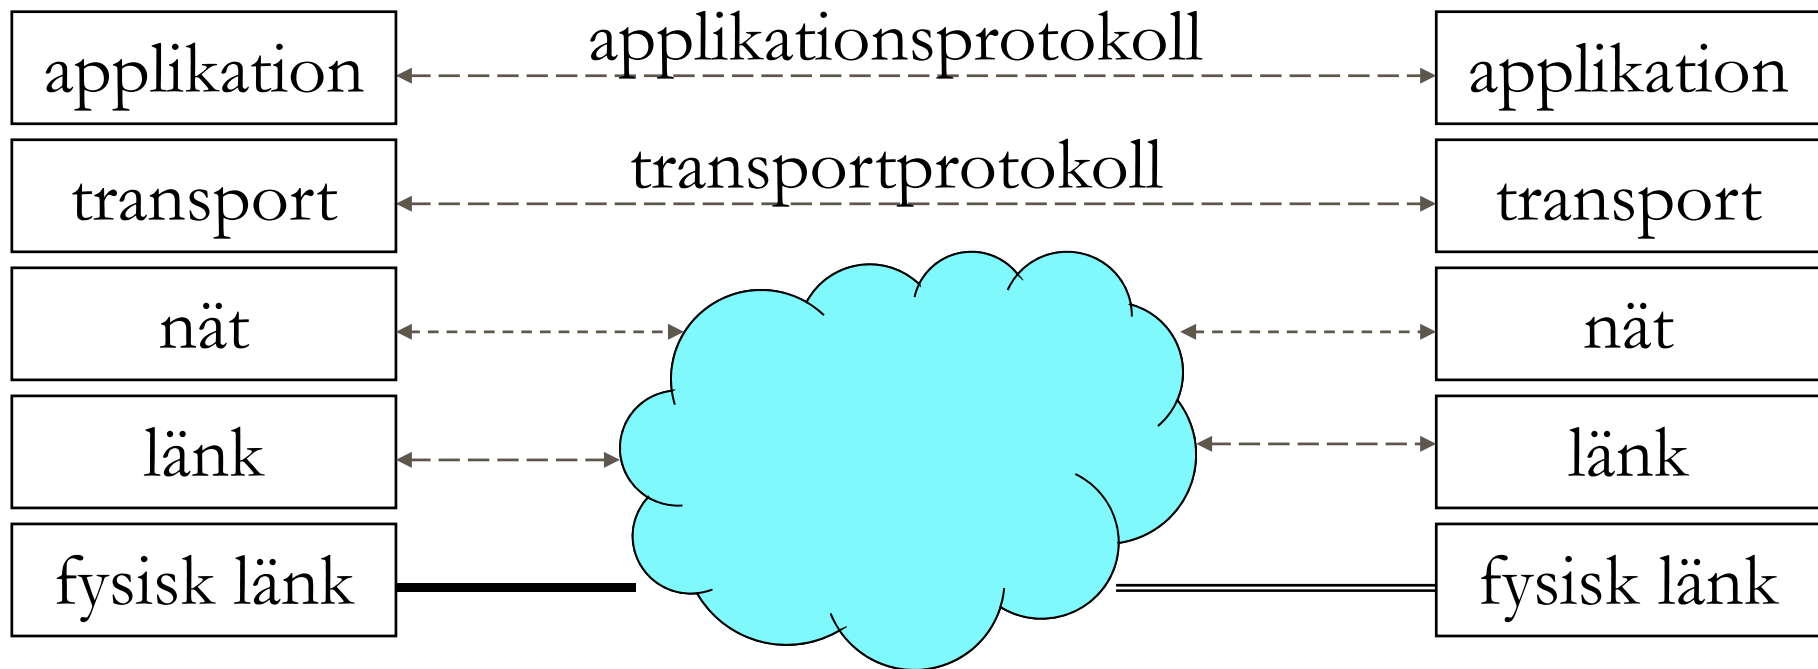 applikation
applikationsprotokoll
applikation
transport
transportprotokoll
transport
nät
nät
länk
länk
fysisk länk
fysisk länk